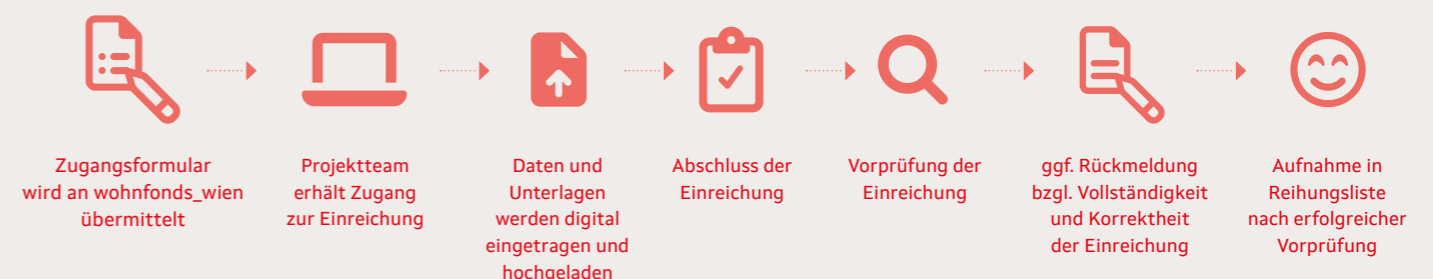 Zugangsformular
wird an wohnfonds_wien
übermittelt
Projektteam
erhält Zugang
zur Einreichung
Daten und
Unterlagen
werden digital
eingetragen und
hochgeladen
Abschluss der
Einreichung
Vorprüfung der
Einreichung
ggf. Rückmeldung
bzgl. Vollständigkeit
und Korrektheit
der Einreichung
Aufnahme in
Reihungsliste
nach erfolgreicher
Vorprüfung